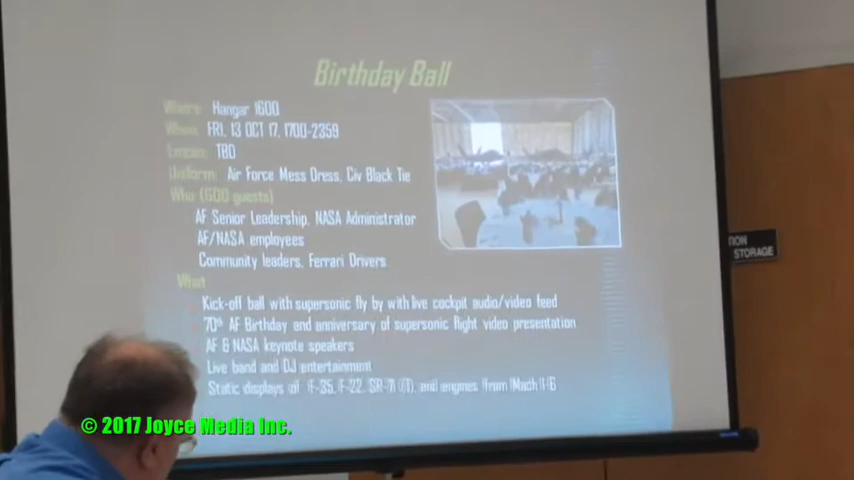 Birthday Ball
Where: Hangar 1600
When: FRI, 13 OCT 17, 1700-2359
TBD
Uniform: Air Force Mess Dress, Civ Black Tie
Who (600 guests)
AF Senior Leadership, NASA Administrator
AF/NASA employees
Community leaders, Ferrari Drivers
What
Kick-off ball with supersonic fly by with live cockpit audio/video feed
70th AF Birthday and anniversary of supersonic flight video presentation
AF & NASA keynote speakers
Live band and DJ entertainment
Static displays of F-35, F-22, SR-71 and engines from Mach 1-6
STORAGE
© 2017 Joyce Media Inc.